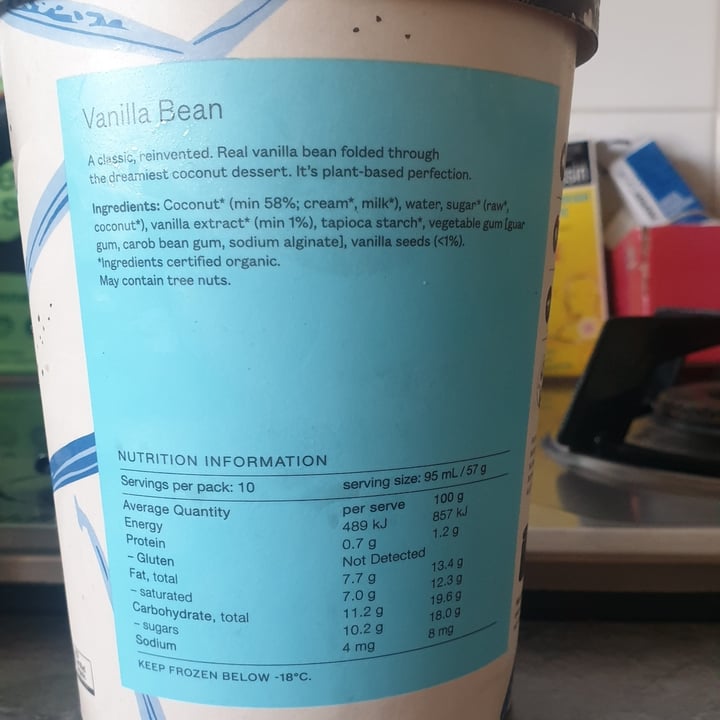 Vanilla Bean
A classic, reinvented. Real vanilla bean folded through
the dreamiest coconut dessert. It's plant-based perfection.
Ingredients: Coconut* (min 58%; cream*, milk*), water, sugar* (raw*,
coconut*), vanilla extract* (min 1%), tapioca starch*, vegetable gum [guar
gum, carob bean gum, sodium alginate], vanilla seeds (<1%).
*Ingredients certified organic.
May contain tree nuts.
NUTRITION INFORMATION
Servings per pack: 10 serving size: 95 mL / 57 g
Average Quantity per serve 100 g
Energy 489 kJ 857 kJ
Protein 0.7 g 1.2 g
– Gluten Not Detected
Fat, total 7.7 g 13.4 g
– saturated 7.0 g 12.3 g
Carbohydrate, total 11.2 g 19.6 g
– sugars 10.2 g 18.0 g
Sodium 4 mg 8 mg
KEEP FROZEN BELOW -18°C.